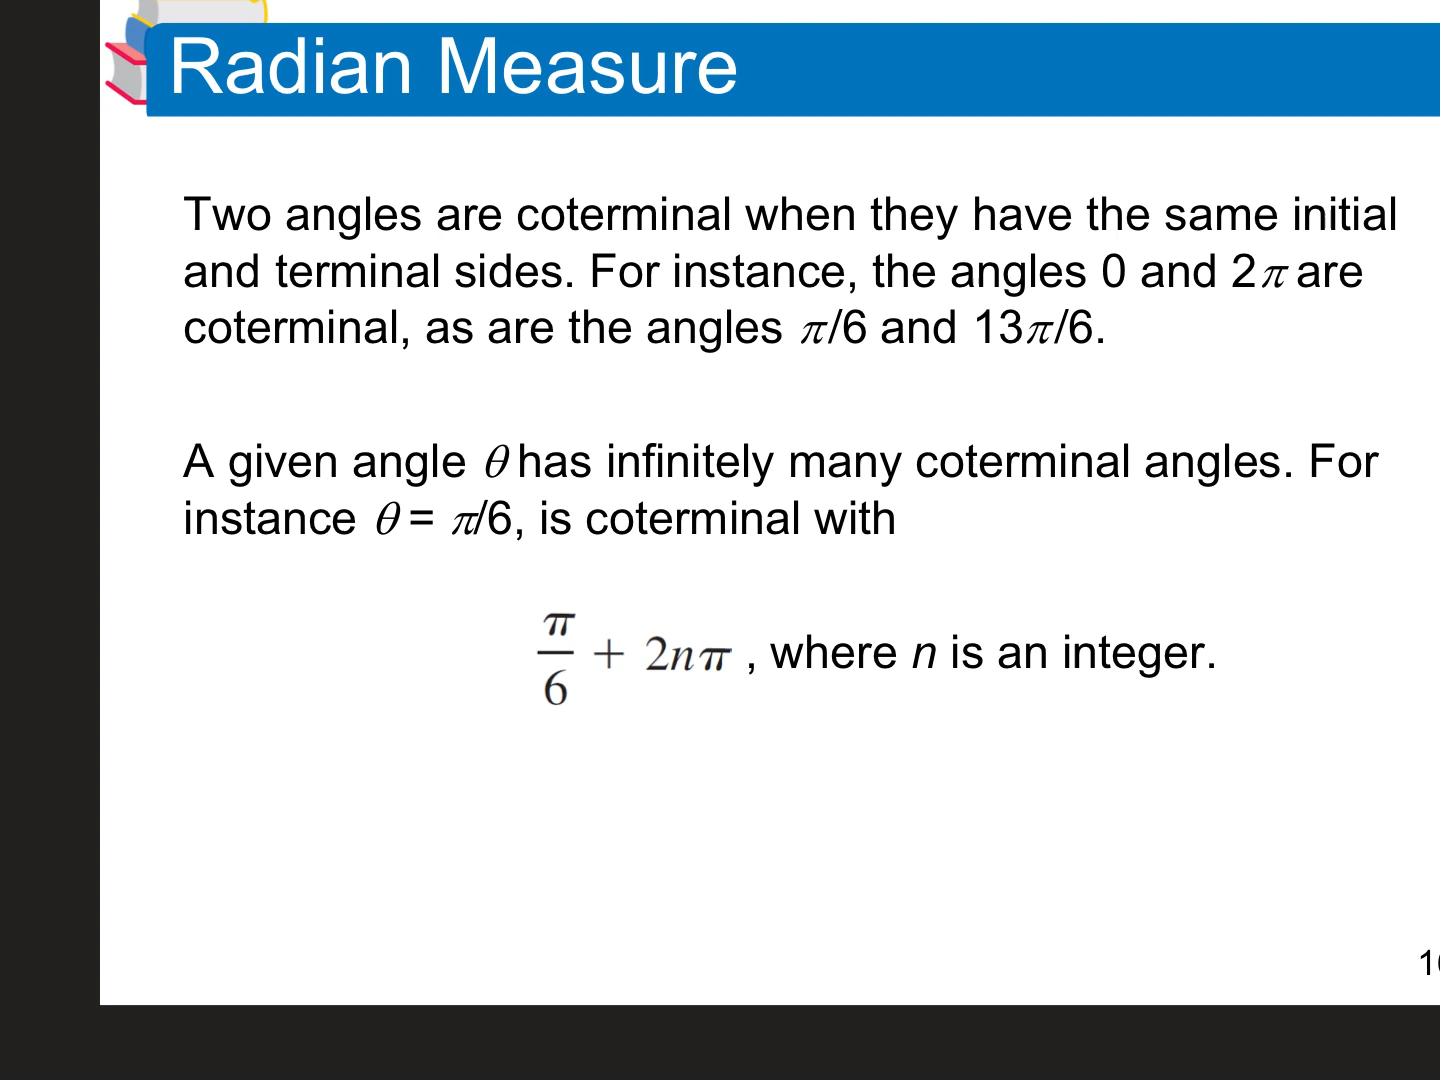 Radian Measure
Two angles are coterminal when they have the same initial
and terminal sides. For instance, the angles 0 and 2π are
coterminal, as are the angles π/6 and 13π/6.
A given angle θ has infinitely many coterminal angles. For
instance θ = π/6, is coterminal with
π/6 + 2nπ , where n is an integer.